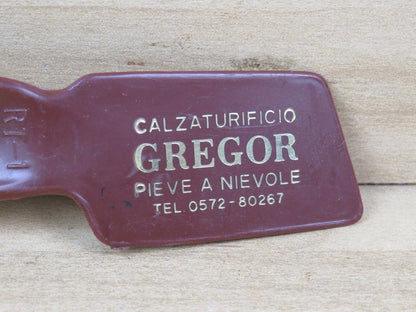 CALZATURIFICIO
GREGOR
PIEVE A NIEVOLE
TEL. 0572-80267